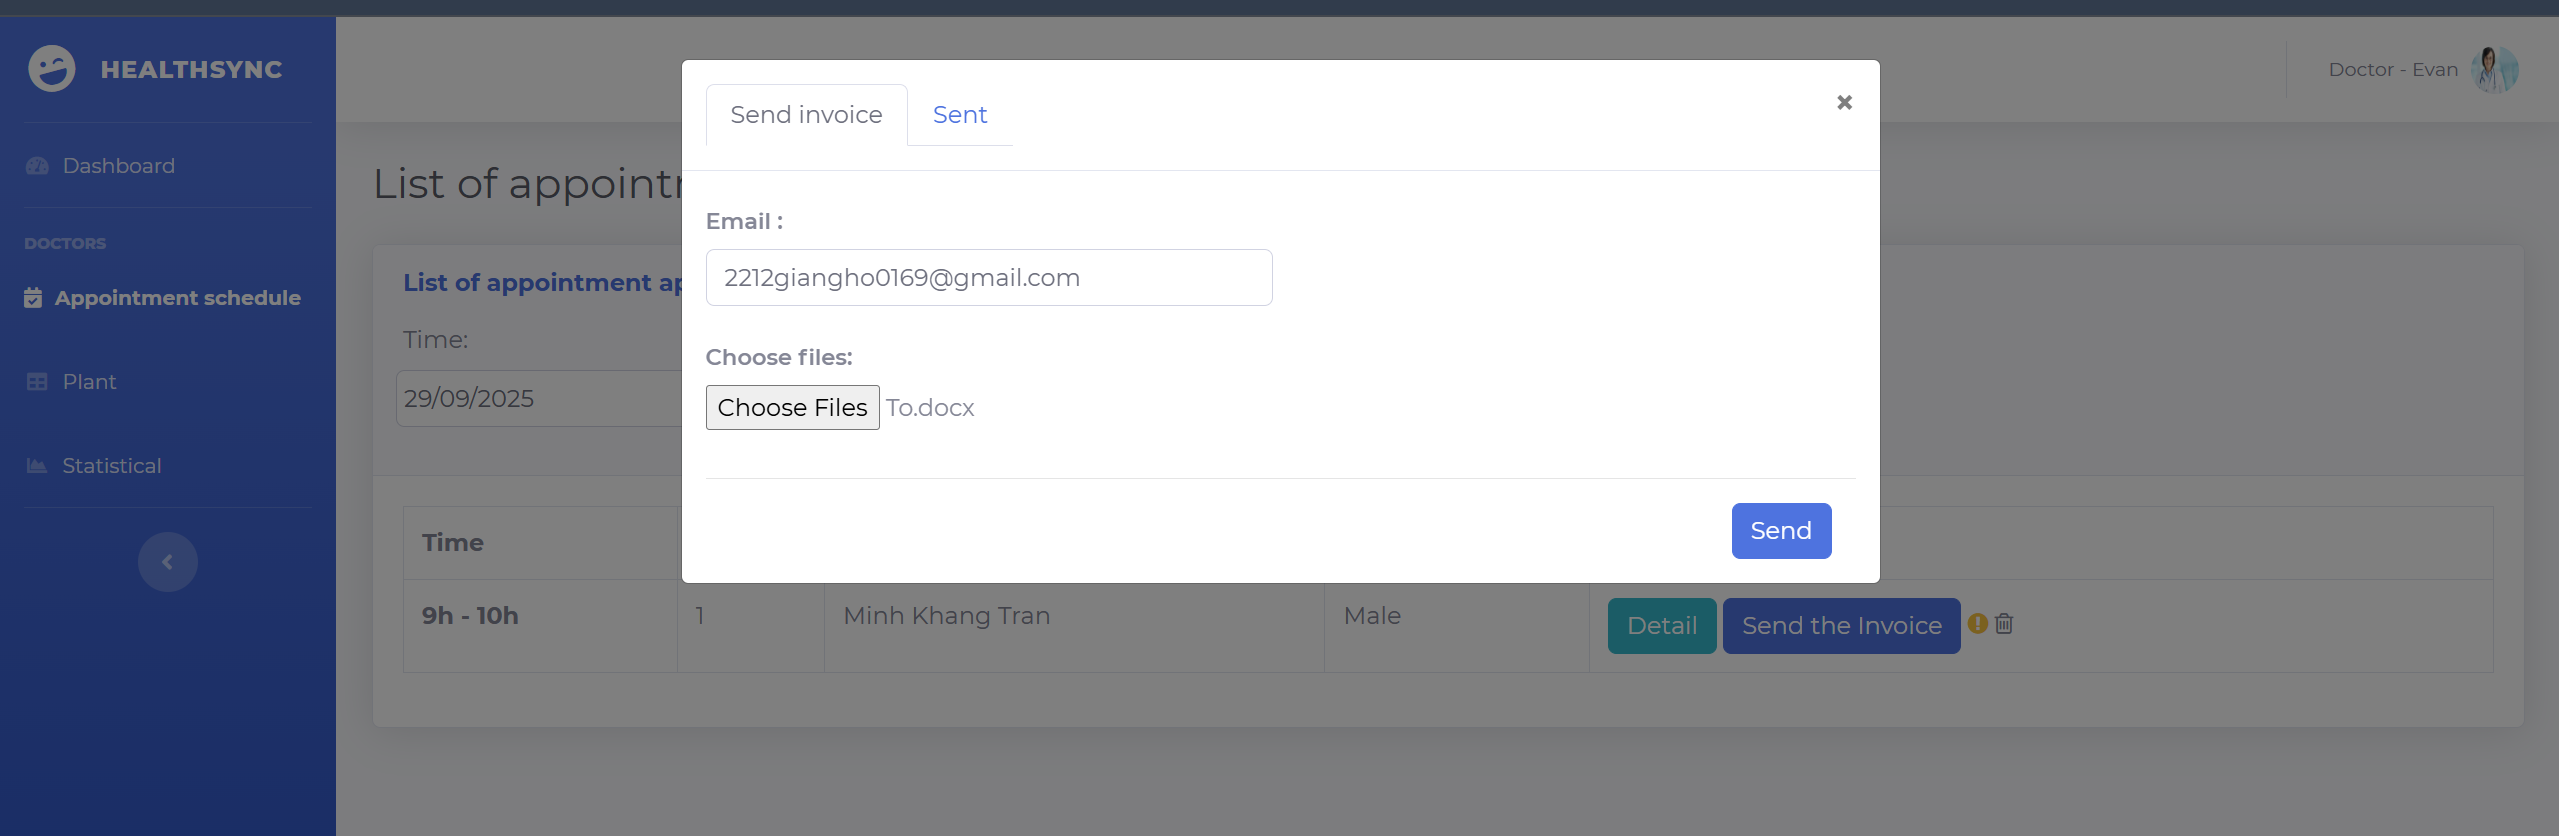 HEALTHSYNC
Dashboard
DOCTORS
Appointment schedule
Plant
Statistical
Doctor - Evan
List of appoint
List of appointment ap
Time:
29/09/2025
Send invoice
Sent
×
Email :
2212giangho0169@gmail.com
Choose files:
Choose Files To.docx
Send
Time
9h - 10h 1 Minh Khang Tran Male Detail Send the Invoice